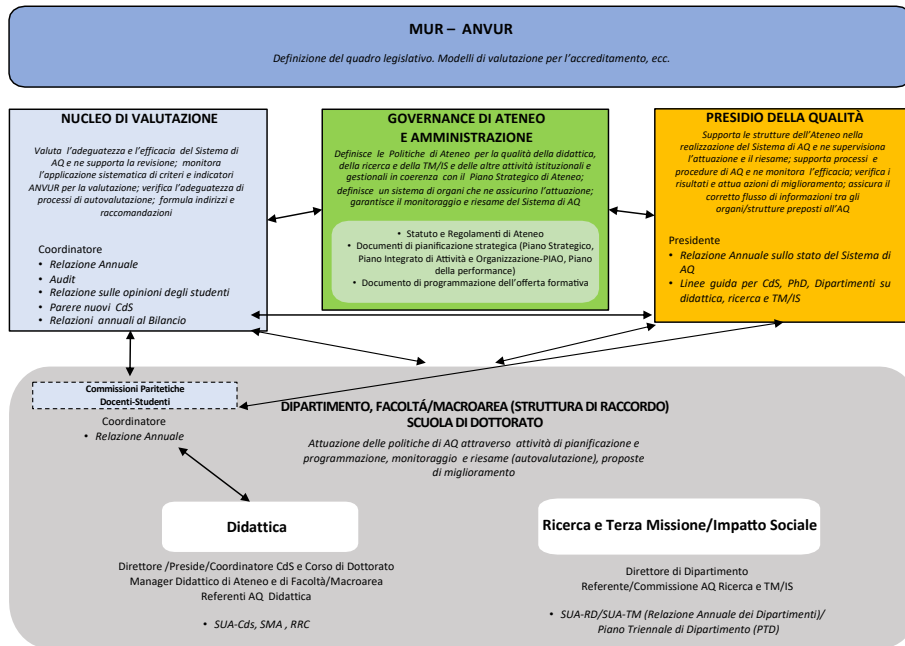 MUR – ANVUR
Definizione del quadro legislativo. Modelli di valutazione per l'accreditamento, ecc.
NUCLEO DI VALUTAZIONE
Valuta l'adeguatezza e l'efficacia del Sistema di
AQ e ne supporta la revisione; monitora
l'applicazione sistematica di criteri e indicatori
ANVUR per la valutazione; verifica l'adeguatezza di
processi di autovalutazione; formula indirizzi e
raccomandazioni
Coordinatore
• Relazione Annuale
• Audit
• Relazione sulle opinioni degli studenti
• Parere nuovi CdS
• Relazioni annuali al Bilancio
GOVERNANCE DI ATENEO
E AMMINISTRAZIONE
Definisce le Politiche di Ateneo per la qualità della didattica,
della ricerca e della TM/IS e delle altre attività istituzionali e
gestionali in coerenza con il Piano Strategico di Ateneo;
definisce un sistema di organi che ne assicurino l'attuazione;
garantisce il monitoraggio e riesame del Sistema di AQ
• Statuto e Regolamenti di Ateneo
• Documenti di pianificazione strategica (Piano Strategico,
Piano Integrato di Attività e Organizzazione-PIAO, Piano
della performance)
• Documento di programmazione dell'offerta formativa
PRESIDIO DELLA QUALITÀ
Supporta le strutture dell'Ateneo nella
realizzazione del Sistema di AQ e ne supervisiona
l'attuazione e il riesame; supporta processi e
procedure di AQ e ne monitora l'efficacia; verifica i
risultati e attua azioni di miglioramento; assicura il
corretto flusso di informazioni tra gli
organi/strutture preposti all'AQ
Presidente
• Relazione Annuale sullo stato del Sistema di
AQ
• Linee guida per CdS, PhD, Dipartimenti su
didattica, ricerca e TM/IS
Commissioni Paritetiche
Docenti-Studenti
Coordinatore
• Relazione Annuale
DIPARTIMENTO, FACOLTÁ/MACROAREA (STRUTTURA DI RACCORDO)
SCUOLA DI DOTTORATO
Attuazione delle politiche di AQ attraverso attività di pianificazione e
programmazione, monitoraggio e riesame (autovalutazione), proposte
di miglioramento
Didattica
Direttore /Preside/Coordinatore CdS e Corso di Dottorato
Manager Didattico di Ateneo e di Facoltà/Macroarea
Referenti AQ Didattica
• SUA-Cds, SMA , RRC
Ricerca e Terza Missione/Impatto Sociale
Direttore di Dipartimento
Referente/Commissione AQ Ricerca e TM/IS
• SUA-RD/SUA-TM (Relazione Annuale dei Dipartimenti)/
Piano Triennale di Dipartimento (PTD)